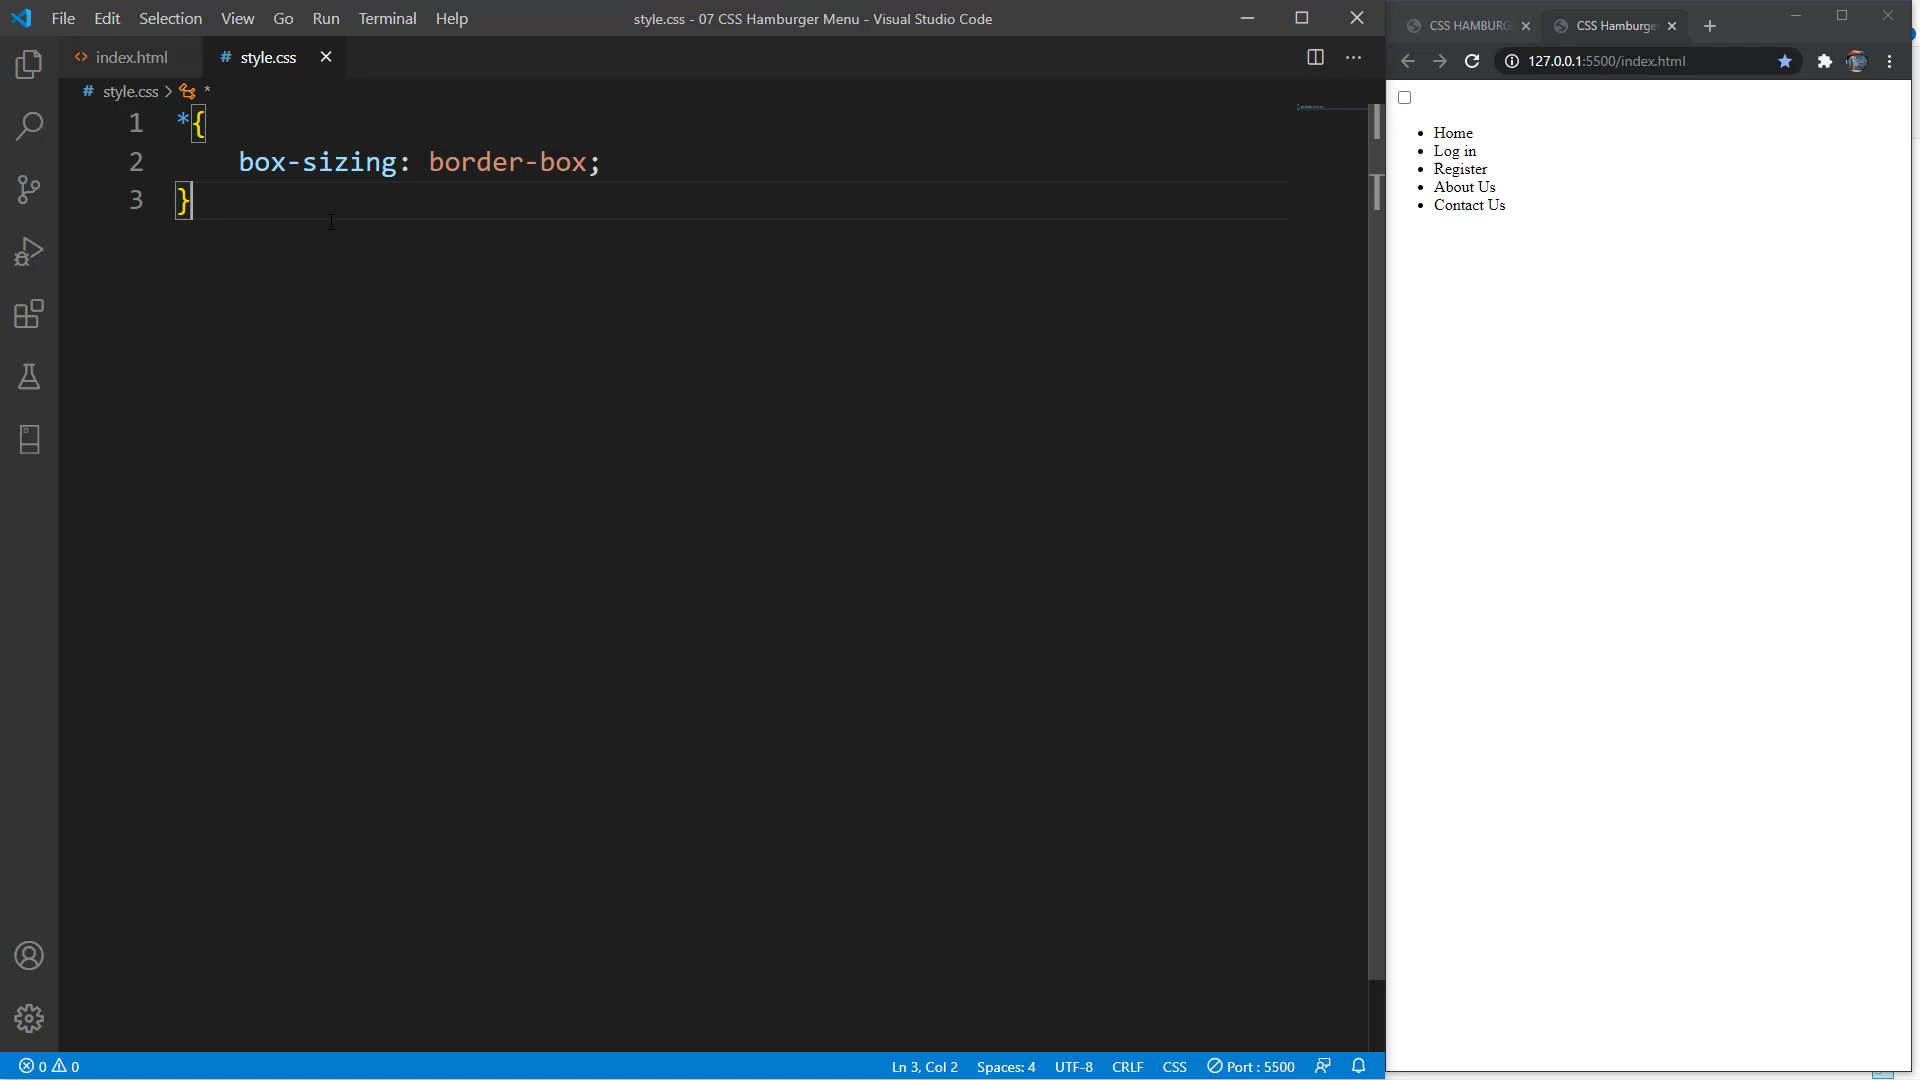 File Edit Selection View Go Run Terminal Help
style.css - 07 CSS Hamburger Menu - Visual Studio Code
index.html
# style.css
# style.css > *
1 *{
2 box-sizing: border-box;
3 }
0 0
Ln 3, Col 2 Spaces: 4 UTF-8 CRLF CSS Port : 5500
CSS HAMBURG
CSS Hamburge
127.0.0.1:5500/index.html
Home
Log in
Register
About Us
Contact Us